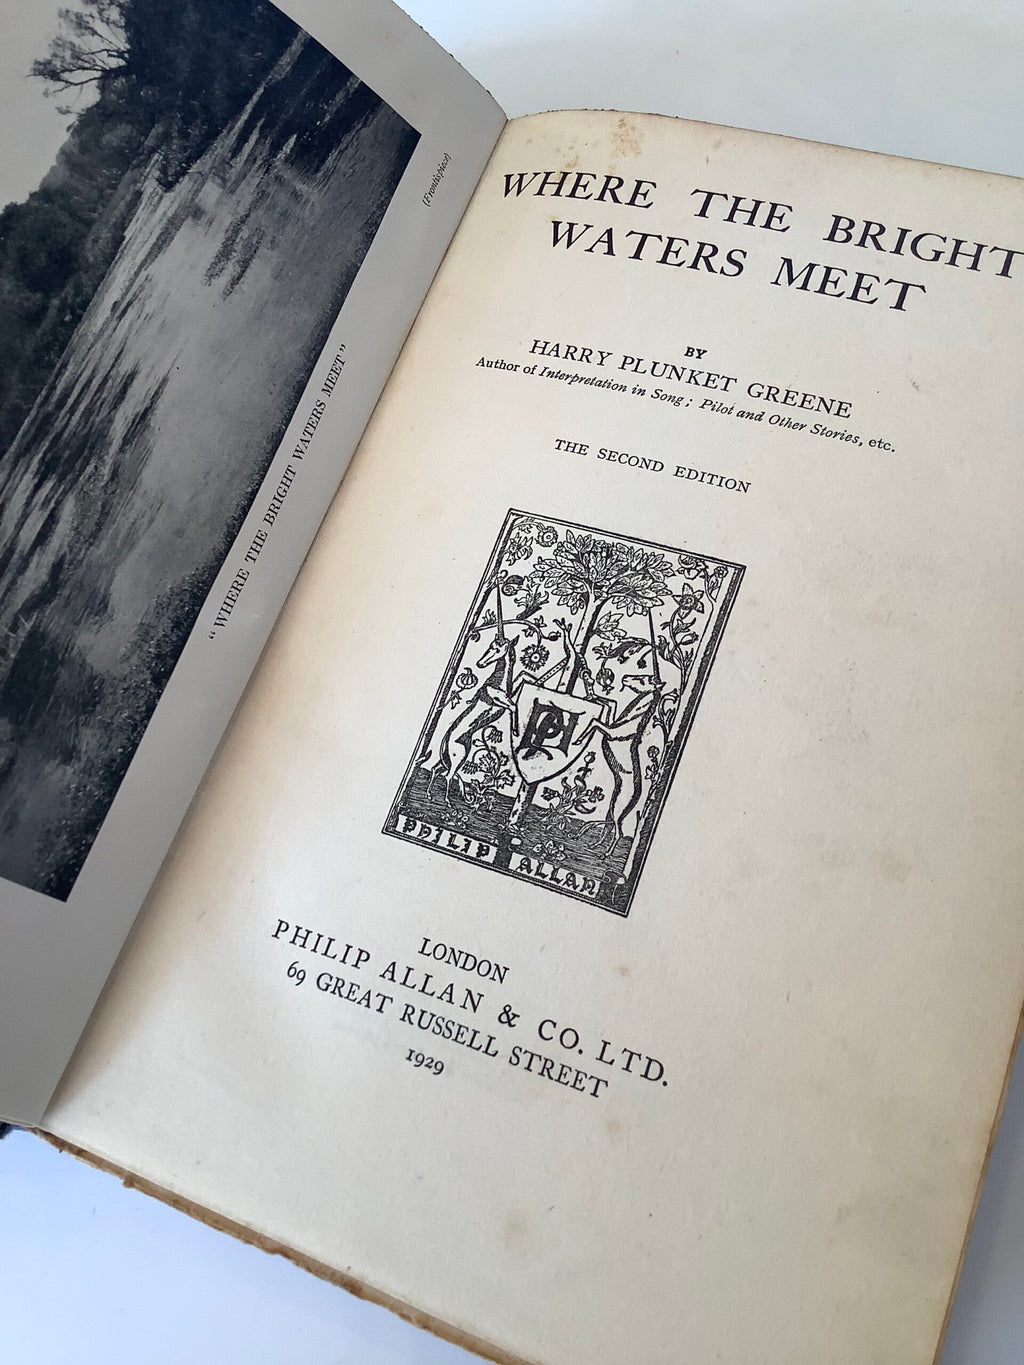 (Frontispiece)
"WHERE THE BRIGHT WATERS MEET"
WHERE THE BRIGHT
WATERS MEET
BY
HARRY PLUNKET GREENE
Author of Interpretation in Song; Pilot and Other Stories, etc.
THE SECOND EDITION
PHILIP ALLAN
LONDON
PHILIP ALLAN & CO. LTD.
69 GREAT RUSSELL STREET
1929